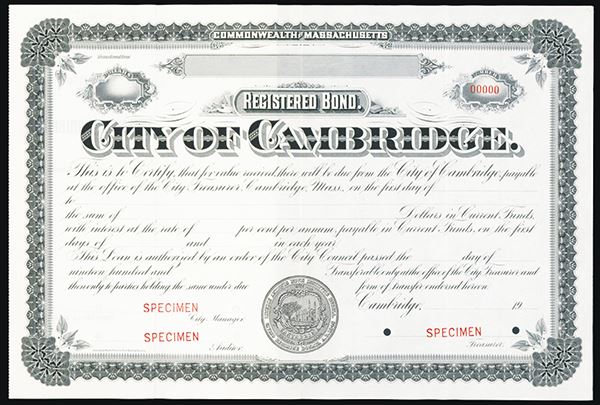 COMMONWEALTH OF MASSACHUSETTS
NUMBER
00000
REGISTERED BOND.
CITY OF CAMBRIDGE.
This is to Certify, that for value received, there will be due from the City of Cambridge, payable
at the office of the City Treasurer, Cambridge, Mass., on the first day of
to
the sum of Dollars in Current Funds,
with interest at the rate of per cent per annum, payable in Current Funds, on the first
days of and in each year.
This Loan is authorized by an order of the City Council passed the day of
nineteen hundred and Transferable only at the office of the City Treasurer and
thereon by to parties holding the same under due form of transfer endorsed hereon.
Cambridge, 19
SPECIMEN
City Manager.
SPECIMEN
Auditor.
SPECIMEN
Treasurer.